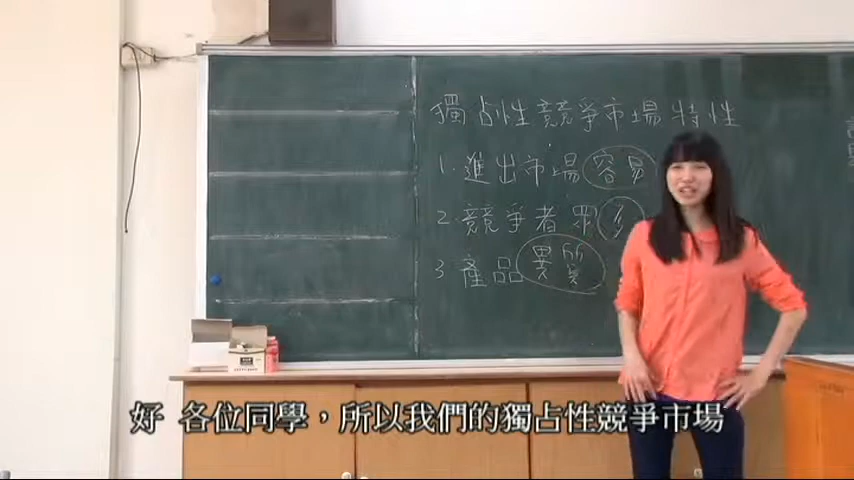 獨占性競爭市場特性
1.進出市場容易
2.競爭者眾多
3產品異質
好 各位同學，所以我們的獨占性競爭市場